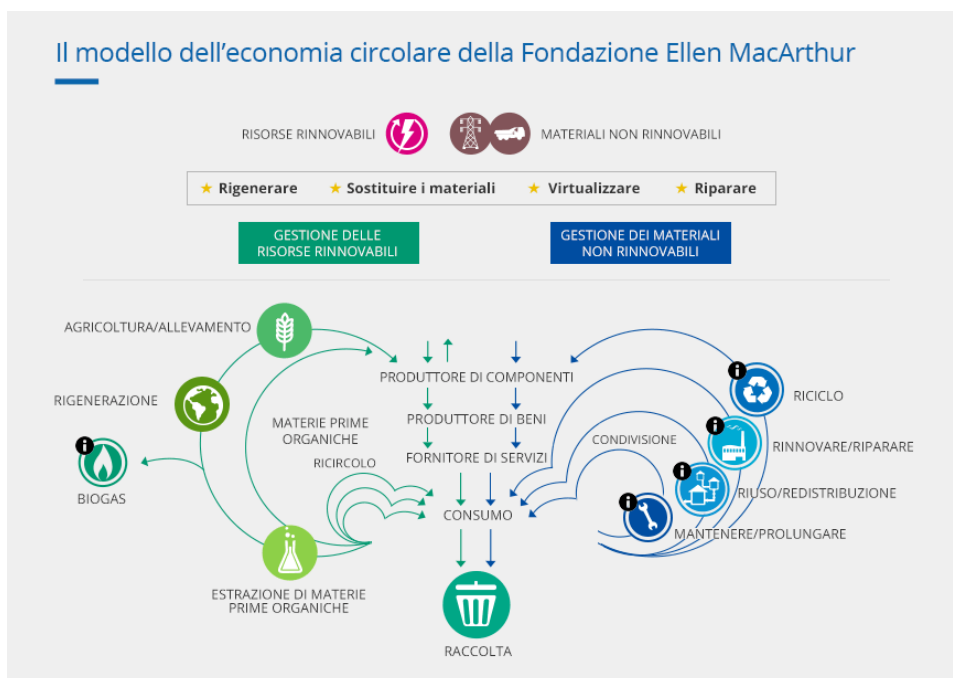 Il modello dell’economia circolare della Fondazione Ellen MacArthur
RISORSE RINNOVABILI
MATERIALI NON RINNOVABILI
★ Rigenerare ★ Sostituire i materiali ★ Virtualizzare ★ Riparare
GESTIONE DELLE
RISORSE RINNOVABILI
GESTIONE DEI MATERIALI
NON RINNOVABILI
AGRICOLTURA/ALLEVAMENTO
RIGENERAZIONE
BIOGAS
MATERIE PRIME
ORGANICHE
RICIRCOLO
ESTRAZIONE DI MATERIE
PRIME ORGANICHE
PRODUTTORE DI COMPONENTI
PRODUTTORE DI BENI
FORNITORE DI SERVIZI
CONSUMO
RACCOLTA
CONDIVISIONE
RICICLO
RINNOVARE/RIPARARE
RIUSO/REDISTRIBUZIONE
MANTENERE/PROLUNGARE